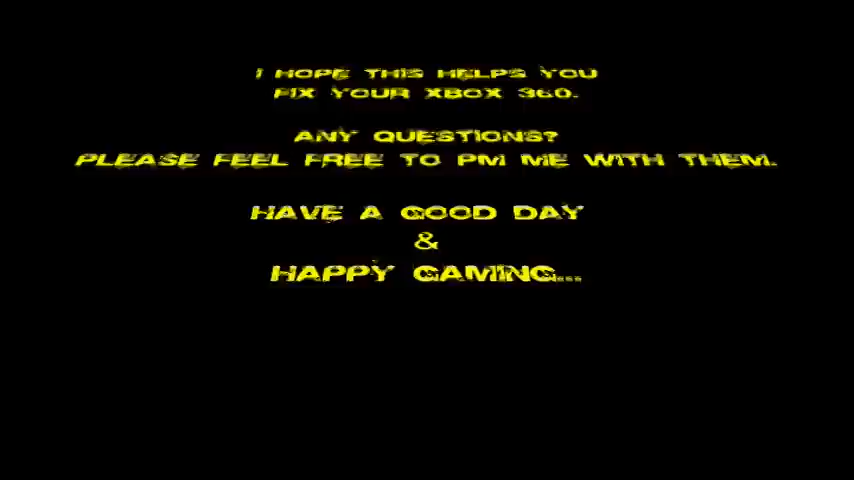 I HOPE THIS HELPS YOU
FIX YOUR XBOX 360.
ANY QUESTIONS?
PLEASE FEEL FREE TO PM ME WITH THEM.
HAVE A GOOD DAY
&
HAPPY GAMING...